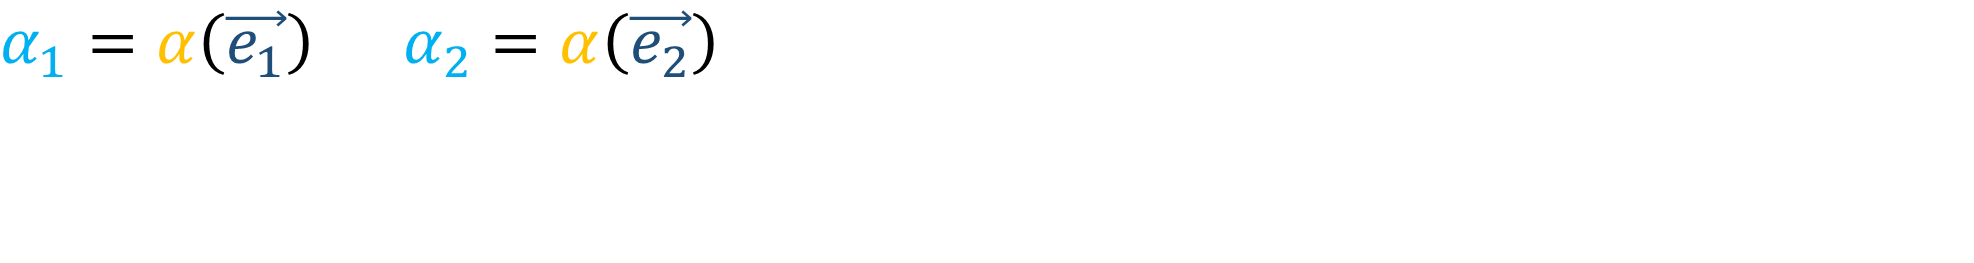 α₁ = α(e₁⃗)  α₂ = α(e₂⃗)